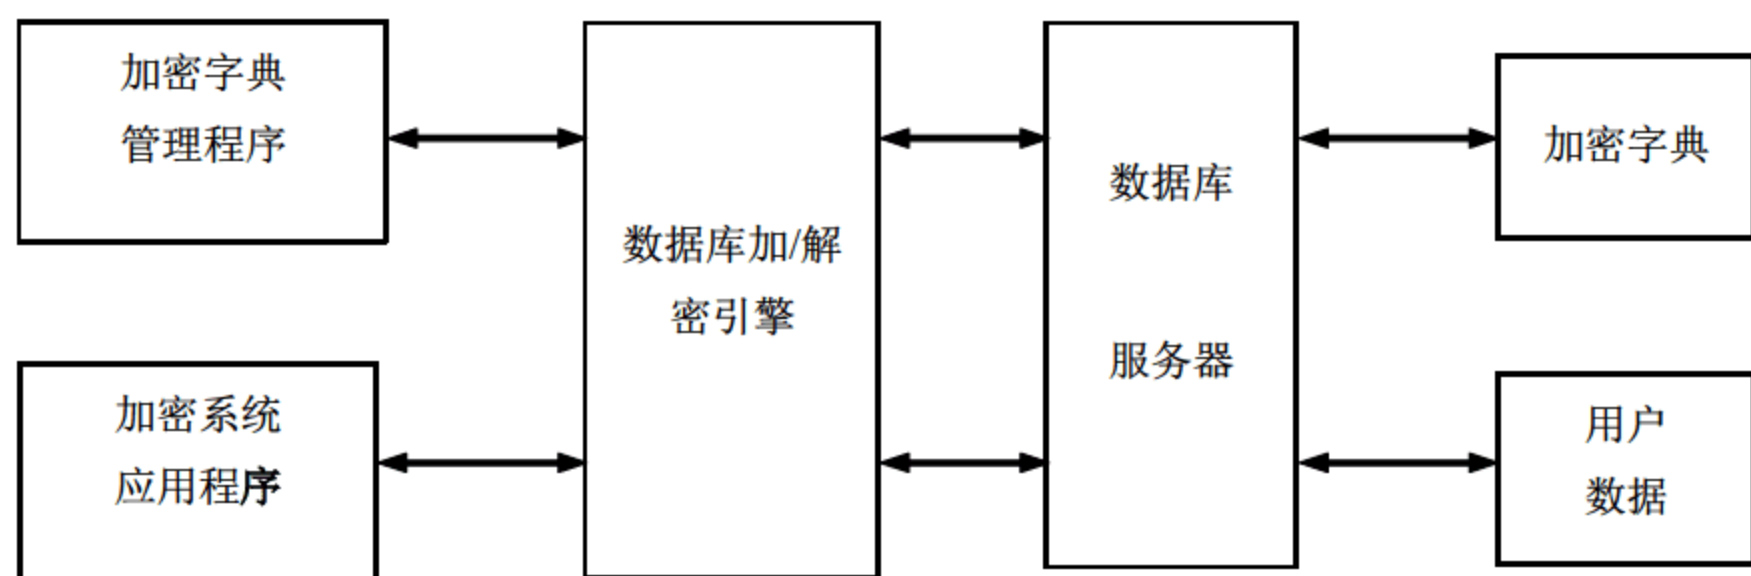 加密字典
管理程序
加密系统
应用程序
数据库加/解
密引擎
数据库
服务器
加密字典
用户
数据